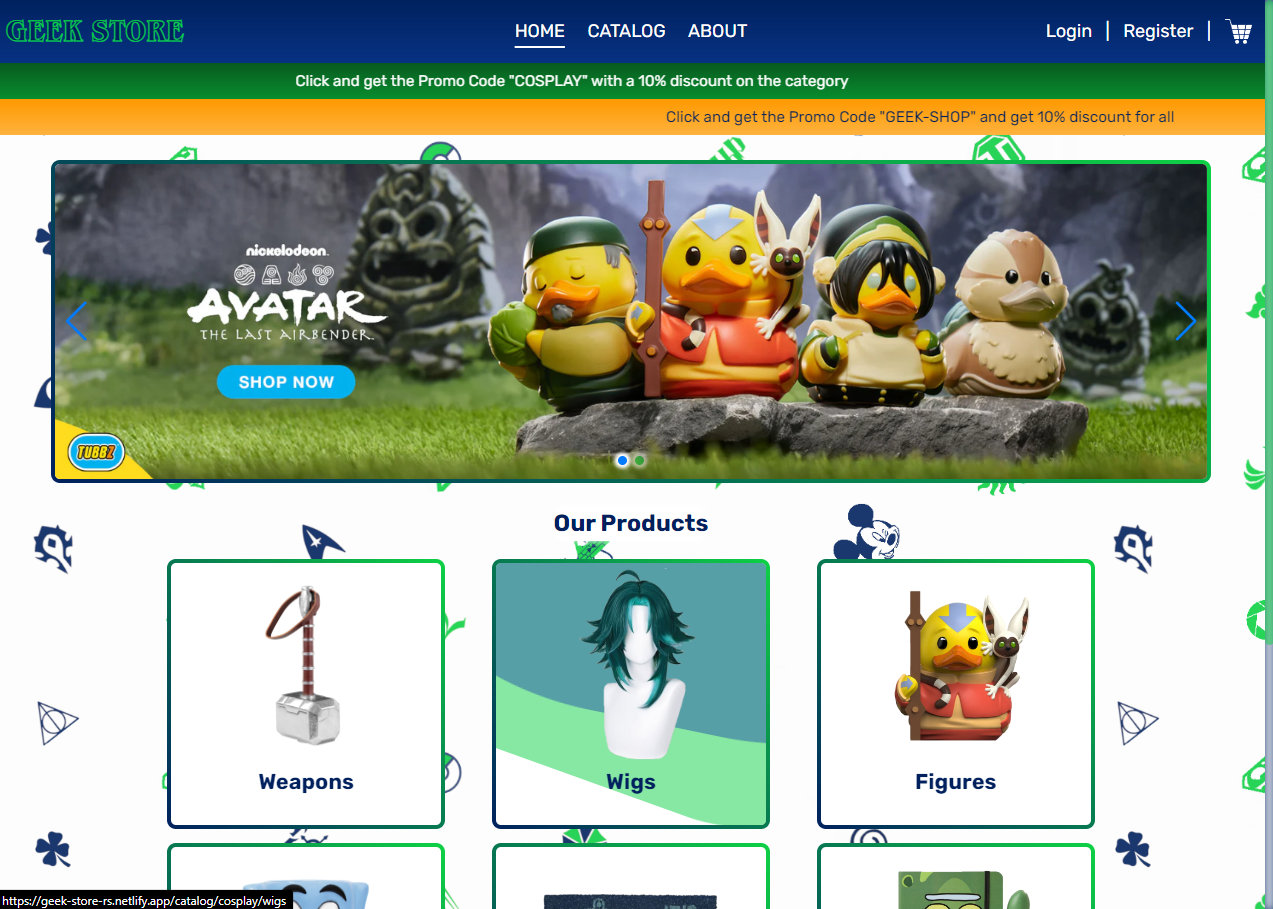 GEEK STORE
HOME CATALOG ABOUT
Login | Register |
Click and get the Promo Code "COSPLAY" with a 10% discount on the category
Click and get the Promo Code "GEEK-SHOP" and get 10% discount for all
nickelodeon
AVATAR
THE LAST AIRBENDER
SHOP NOW
TUBBZ
Our Products
Weapons
Wigs
Figures
https://geek-store-rs.netlify.app/catalog/cosplay/wigs